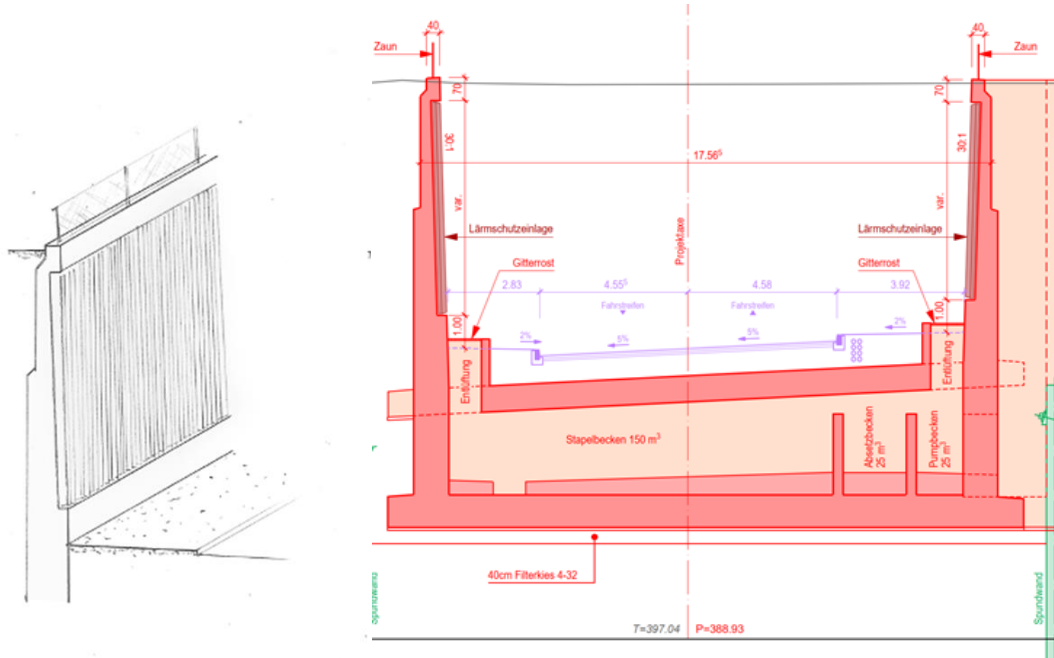 40
40
Zaun
Zaun
70
70
30:1
30:1
17.56⁵
var.
var.
Projektaxe
Lärmschutzeinlage
Lärmschutzeinlage
Gitterrost
Gitterrost
2.83
4.55⁵
4.58
3.92
Fahrstreifen
Fahrstreifen
1.00
1.00
2%
5%
5%
2%
Entlüftung
Entlüftung
Stapelbecken 150 m³
Absetzbecken
25 m³
Pumpbecken
25 m³
40cm Filterkies 4-32
Spundwand
Spundwand
T=397.04
P=388.93